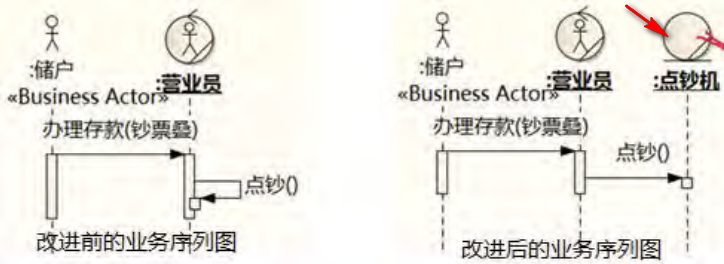 :储户
«Business Actor»
:营业员
办理存款(钞票叠)
点钞()
改进前的业务序列图
:储户
«Business Actor»
:营业员
:点钞机
办理存款(钞票叠)
点钞()
改进后的业务序列图